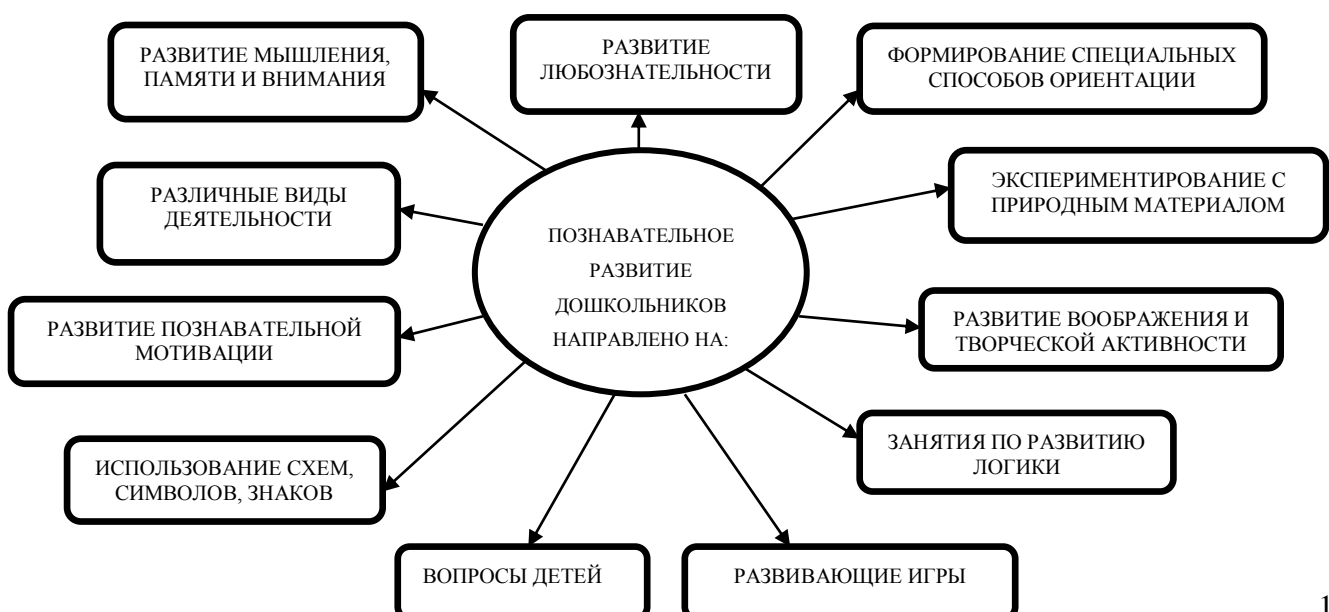 РАЗВИТИЕ МЫШЛЕНИЯ,
ПАМЯТИ И ВНИМАНИЯ
РАЗВИТИЕ
ЛЮБОЗНАТЕЛЬНОСТИ
ФОРМИРОВАНИЕ СПЕЦИАЛЬНЫХ
СПОСОБОВ ОРИЕНТАЦИИ
РАЗЛИЧНЫЕ ВИДЫ
ДЕЯТЕЛЬНОСТИ
ЭКСПЕРИМЕНТИРОВАНИЕ С
ПРИРОДНЫМ МАТЕРИАЛОМ
ПОЗНАВАТЕЛЬНОЕ
РАЗВИТИЕ
ДОШКОЛЬНИКОВ
НАПРАВЛЕНО НА:
РАЗВИТИЕ ПОЗНАВАТЕЛЬНОЙ
МОТИВАЦИИ
РАЗВИТИЕ ВООБРАЖЕНИЯ И
ТВОРЧЕСКОЙ АКТИВНОСТИ
ИСПОЛЬЗОВАНИЕ СХЕМ,
СИМВОЛОВ, ЗНАКОВ
ЗАНЯТИЯ ПО РАЗВИТИЮ
ЛОГИКИ
ВОПРОСЫ ДЕТЕЙ
РАЗВИВАЮЩИЕ ИГРЫ
1